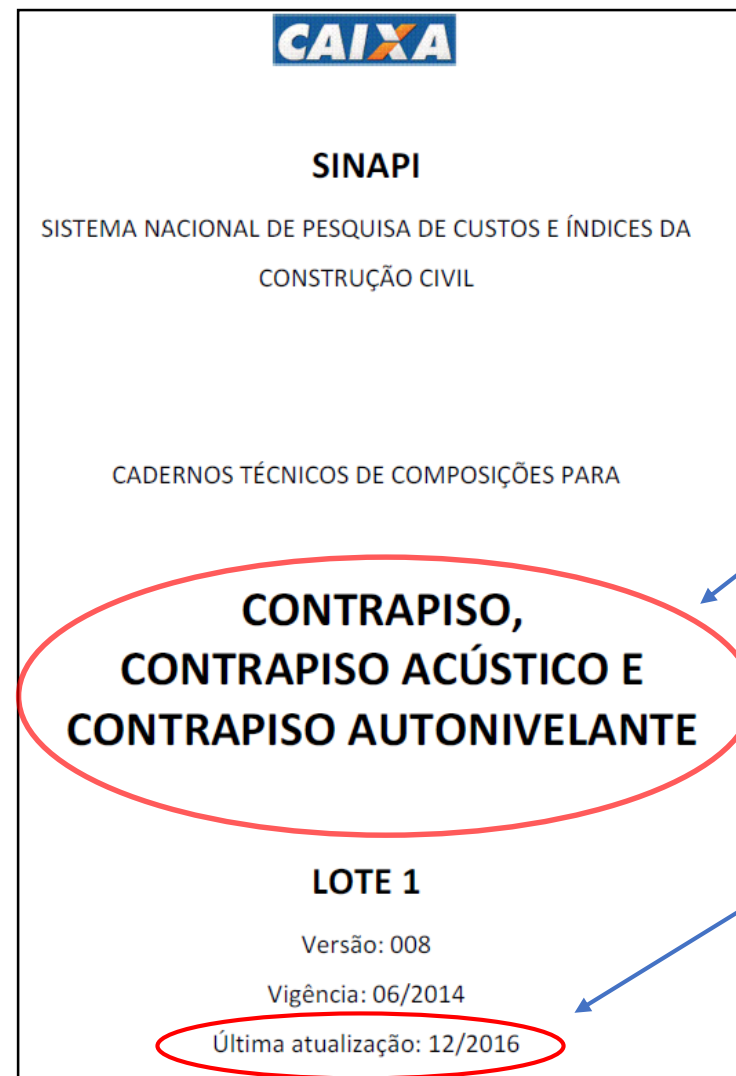 CAIXA
SINAPI
SISTEMA NACIONAL DE PESQUISA DE CUSTOS E ÍNDICES DA
CONSTRUÇÃO CIVIL
CADERNOS TÉCNICOS DE COMPOSIÇÕES PARA
CONTRAPISO,
CONTRAPISO ACÚSTICO E
CONTRAPISO AUTONIVELANTE
LOTE 1
Versão: 008
Vigência: 06/2014
Última atualização: 12/2016